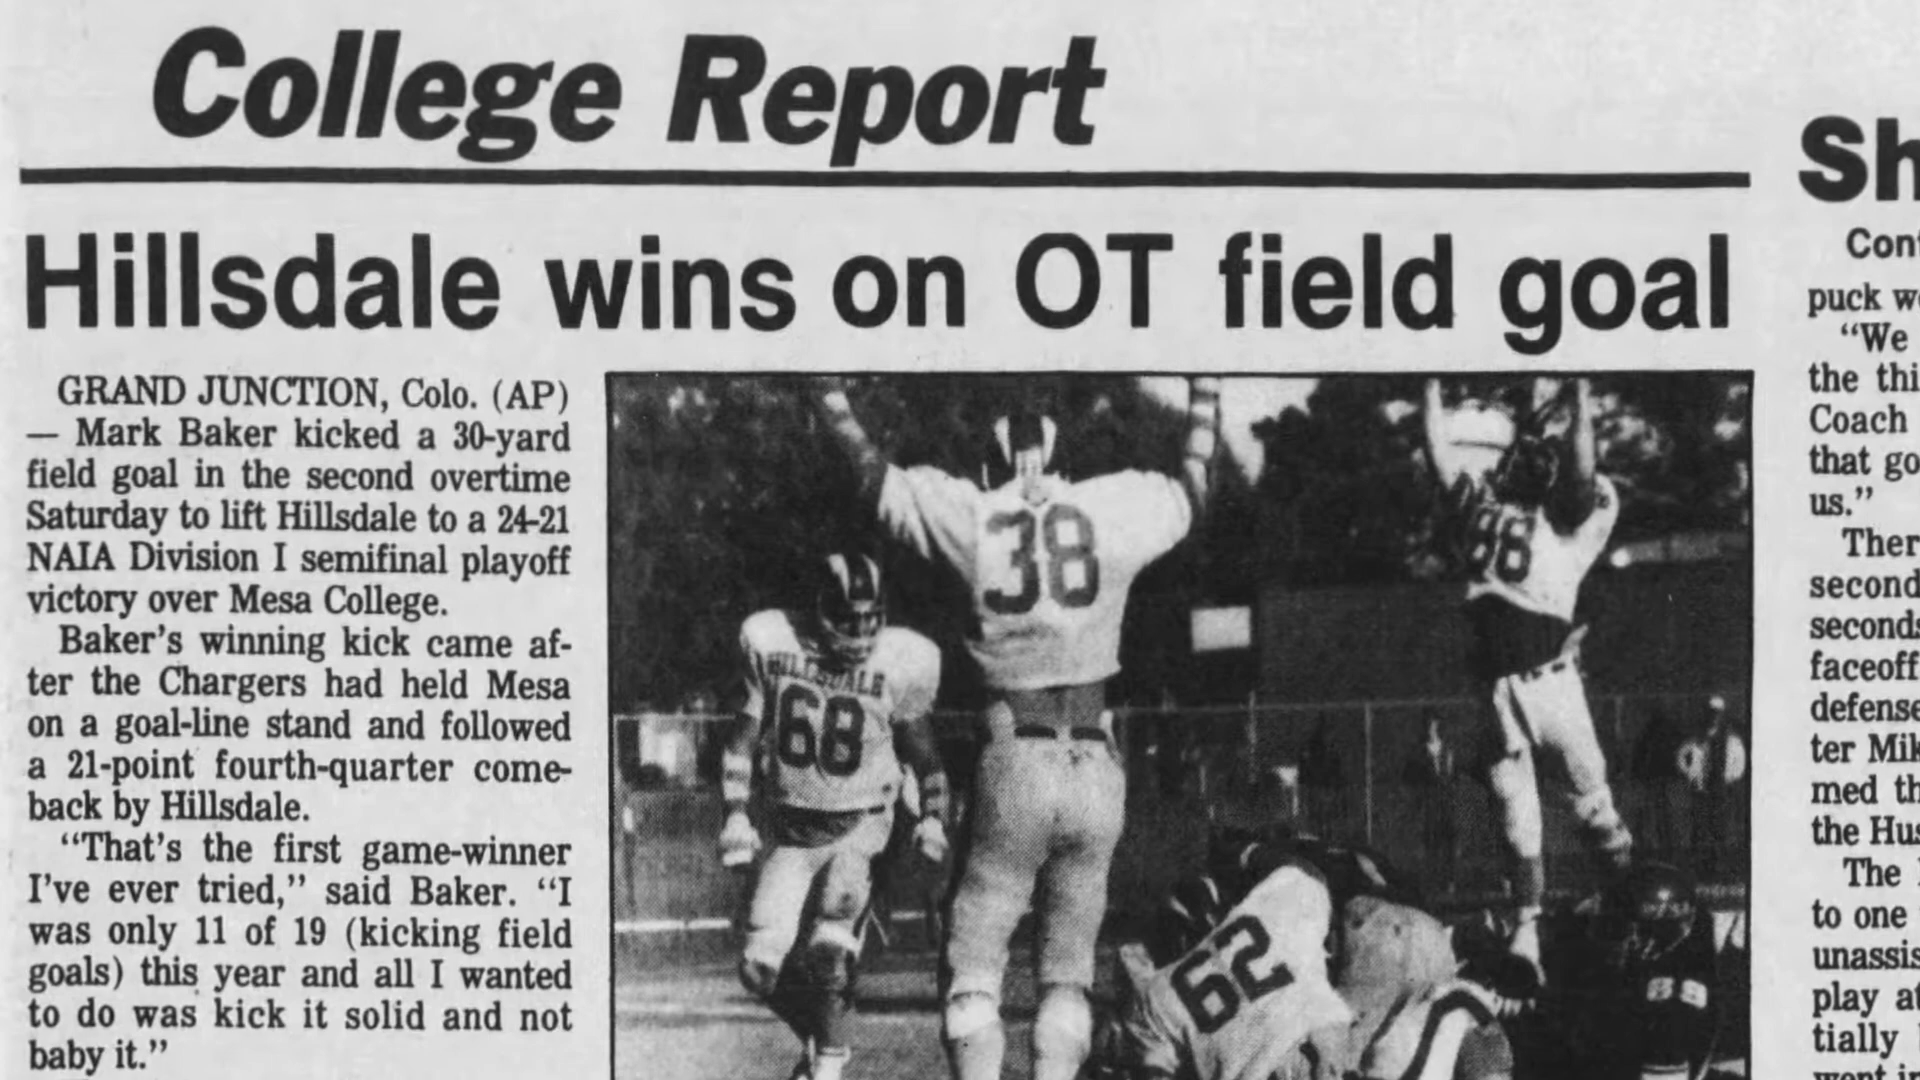 College Report
Hillsdale wins on OT field goal
GRAND JUNCTION, Colo. (AP)
— Mark Baker kicked a 30-yard
field goal in the second overtime
Saturday to lift Hillsdale to a 24-21
NAIA Division I semifinal playoff
victory over Mesa College.
Baker's winning kick came af-
ter the Chargers had held Mesa
on a goal-line stand and followed
a 21-point fourth-quarter come-
back by Hillsdale.
"That's the first game-winner
I've ever tried," said Baker. "I
was only 11 of 19 (kicking field
goals) this year and all I wanted
to do was kick it solid and not
baby it."
38
88
HILLSDALE
68
62
Sh
Cont
puck we
"We
the thi
Coach
that go
us."
Ther
second
seconds
faceoff
defense
ter Mik
med th
the Hus
The
to one
unassis
play at
tially
went in